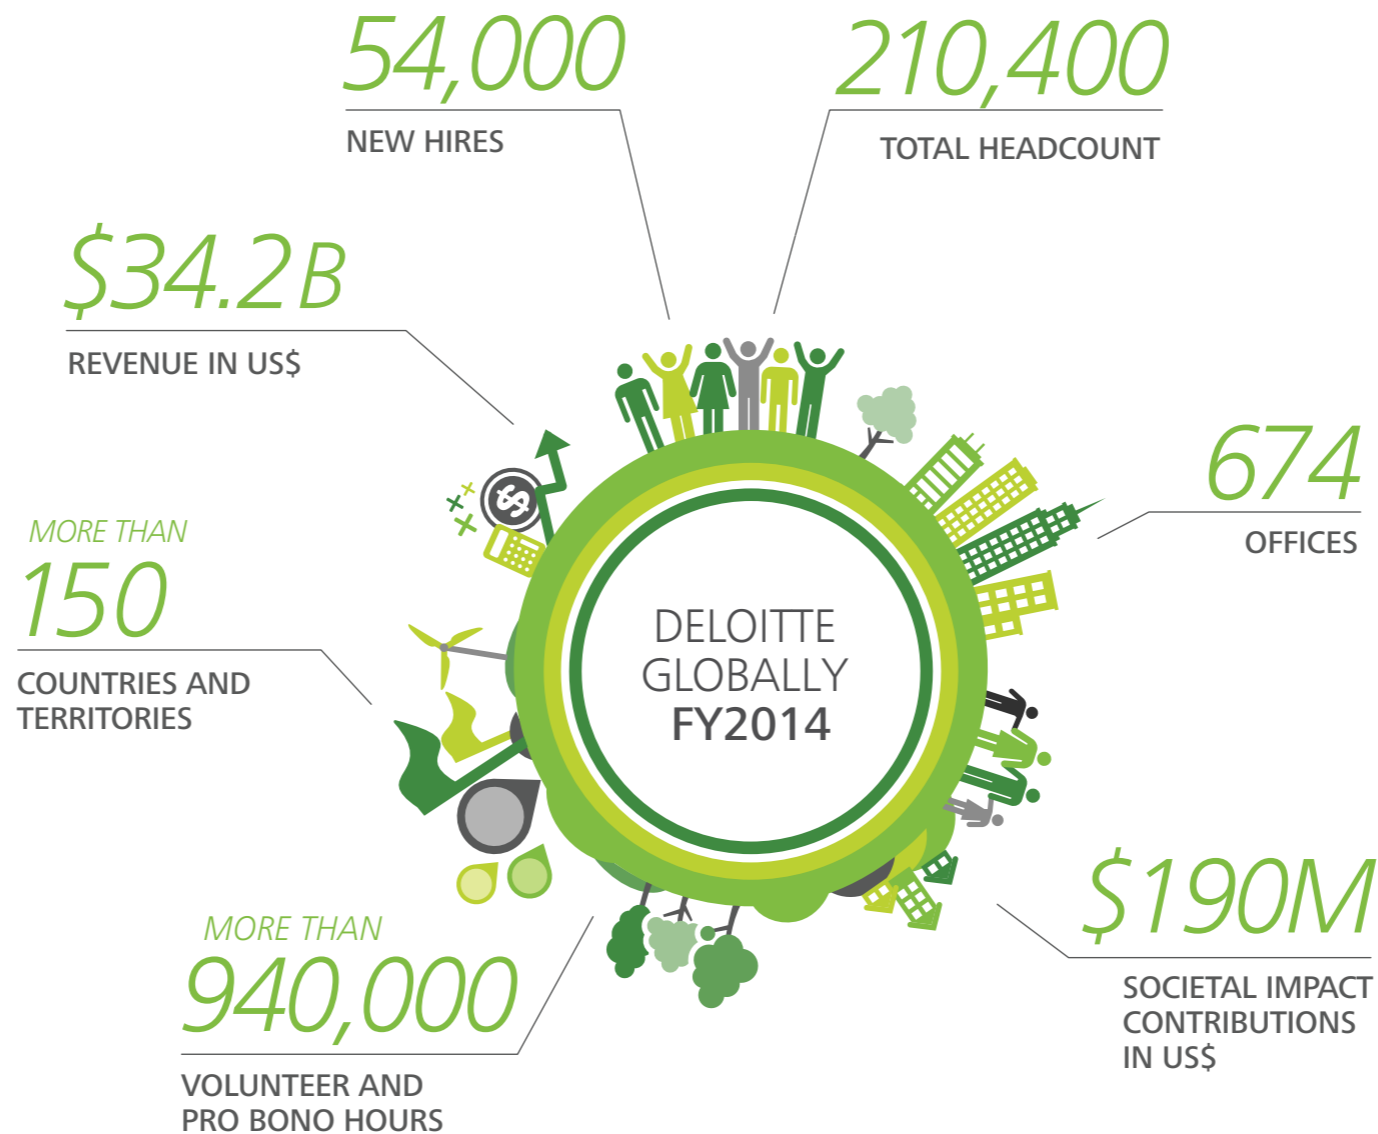 54,000
NEW HIRES
210,400
TOTAL HEADCOUNT
$34.2B
REVENUE IN US$
674
OFFICES
MORE THAN
150
COUNTRIES AND
TERRITORIES
DELOITTE
GLOBALLY
FY2014
$190M
SOCIETAL IMPACT
CONTRIBUTIONS
IN US$
MORE THAN
940,000
VOLUNTEER AND
PRO BONO HOURS
$